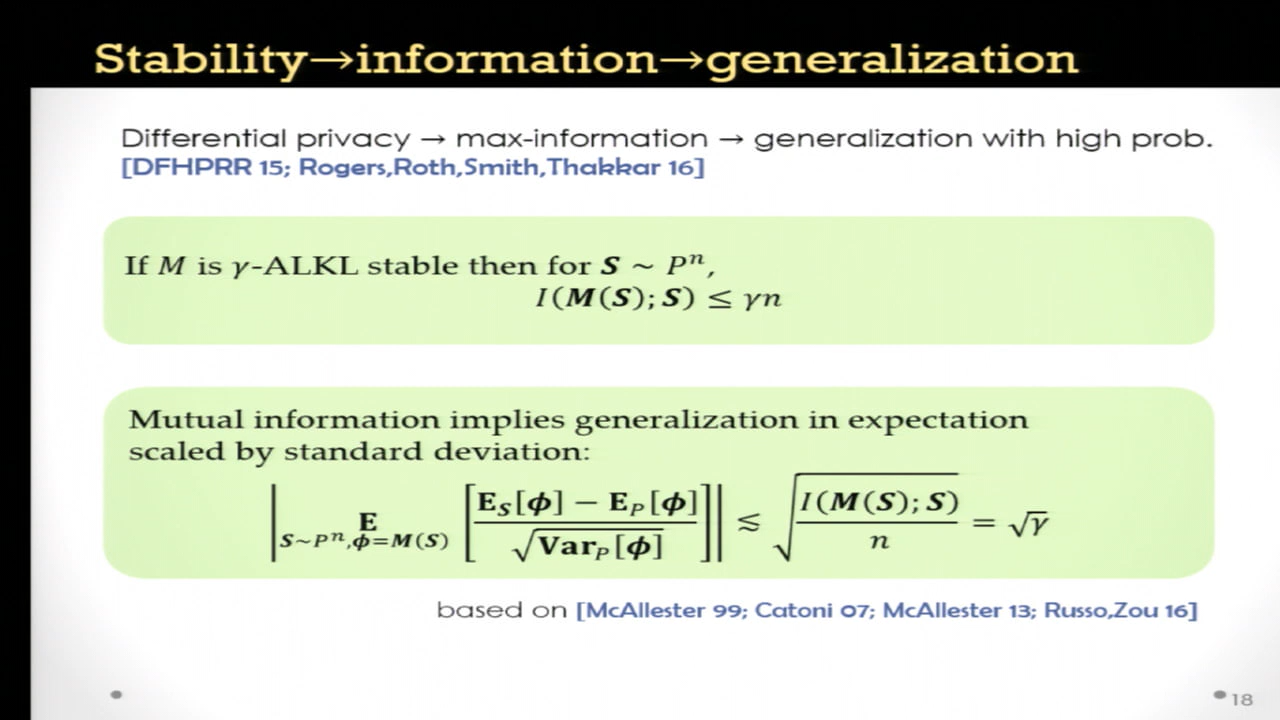 Stability→information→generalization
Differential privacy → max-information → generalization with high prob.
[DFHPRR 15; Rogers,Roth,Smith,Thakkar 16]
If M is γ-ALKL stable then for S ~ Pⁿ,
I(M(S); S) ≤ γn
Mutual information implies generalization in expectation
scaled by standard deviation:
|E_{S~Pⁿ,ϕ=M(S)} [(E_S[ϕ] − E_P[ϕ]) / √Var_P[ϕ]]| ≲ √(I(M(S); S) / n) = √γ
based on [McAllester 99; Catoni 07; McAllester 13; Russo,Zou 16]
18